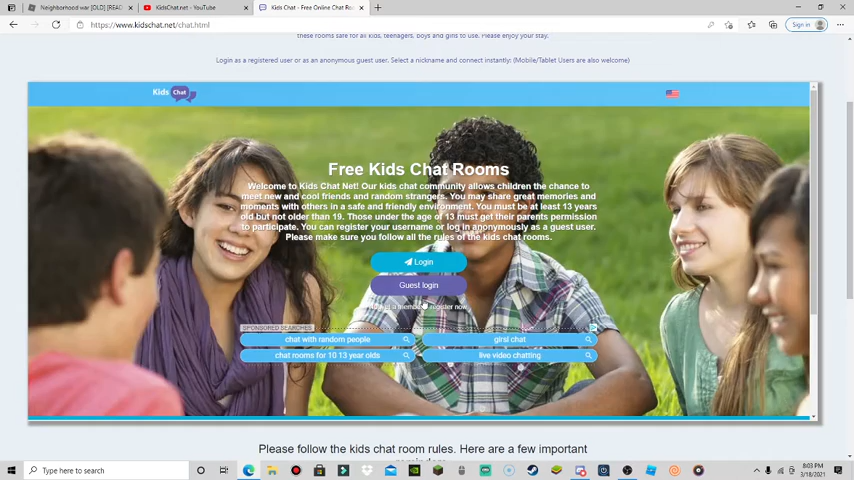 Neighborhood war [OLD] [READ
KidsChat.net - YouTube
Kids Chat - Free Online Chat Ro
https://www.kidschat.net/chat.html
Sign in
these rooms safe for all kids, teenagers, boys and girls to use. Please enjoy your stay.
Login as a registered user or as an anonymous guest user. Select a nickname and connect instantly: (Mobile/Tablet Users are also welcome)
Kids Chat
Free Kids Chat Rooms
Welcome to Kids Chat Net! Our kids chat community allows children the chance to
meet new and cool friends and random strangers. You may share great memories and
moments with others in a safe and friendly environment. You must be at least 13 years
old but not older than 19. Those under the age of 13 must get their parents permission
to participate. You can register your username or log in anonymously as a guest user.
Please make sure you follow all the rules of the kids chat rooms.
Login
Guest login
a member register now
SPONSORED SEARCHES
chat with random people
girsl chat
chat rooms for 10 13 year olds
live video chatting
Please follow the kids chat room rules. Here are a few important
Type here to search
8:03 PM
3/18/2021